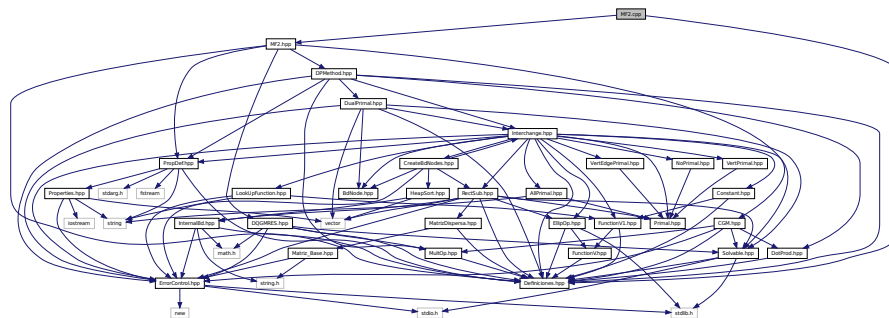 MF2.cpp
MF2.hpp
DPMethod.hpp
DualPrimal.hpp
Interchange.hpp
PropDef.hpp
CreateBdNodes.hpp
VertEdgePrimal.hpp
NoPrimal.hpp
VertPrimal.hpp
Properties.hpp
stdarg.h
fstream
LookUpFunction.hpp
BdNode.hpp
HeapSort.hpp
RectSub.hpp
AllPrimal.hpp
Constant.hpp
iostream
string
InternalBd.hpp
DQGMRES.hpp
vector
MatrizDispersa.hpp
EllipOp.hpp
FunctionV1.hpp
Primal.hpp
CGM.hpp
math.h
Matriz_Base.hpp
MultOp.hpp
FunctionV.hpp
Solvable.hpp
DotProd.hpp
ErrorControl.hpp
string.h
Definiciones.hpp
new
stdio.h
stdlib.h